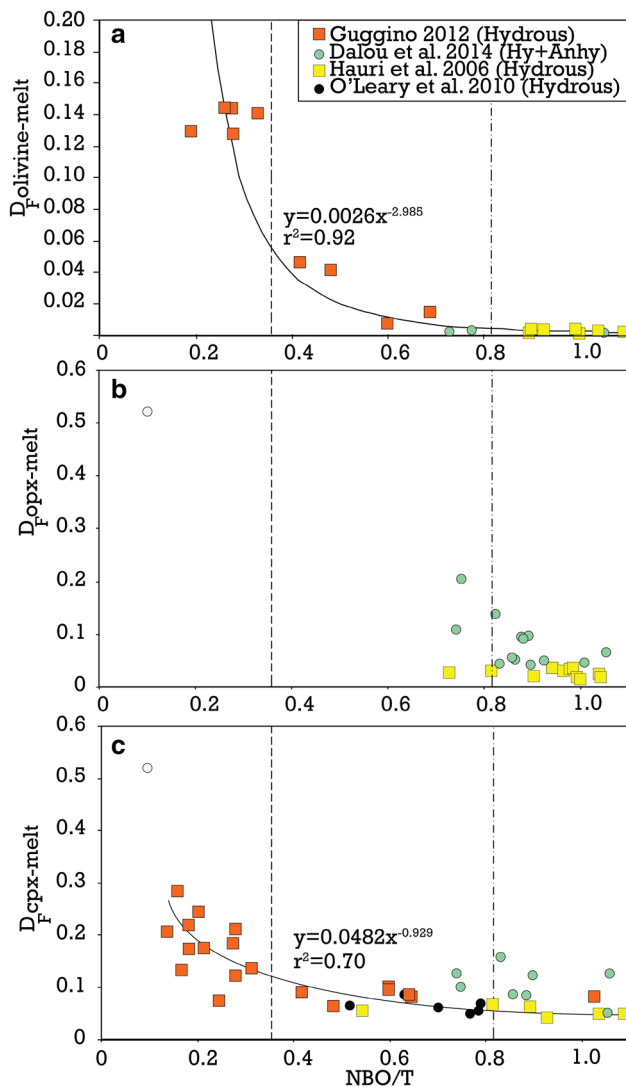 a
Guggino 2012 (Hydrous)
Dalou et al. 2014 (Hy+Anhy)
Hauri et al. 2006 (Hydrous)
O'Leary et al. 2010 (Hydrous)
0.20
0.18
0.16
0.14
0.12
0.10
0.08
0.06
0.04
0.02
D_F olivine-melt
y=0.0026x^-2.985
r²=0.92
0 0.2 0.4 0.6 0.8 1.0
b
0.6
0.5
0.4
0.3
0.2
0.1
0
D_F opx-melt
0.2 0.4 0.6 0.8 1.0
c
0.6
0.5
0.4
0.3
0.2
0.1
0
D_F cpx-melt
y=0.0482x^-0.929
r²=0.70
0 0.2 0.4 0.6 0.8 1.0
NBO/T